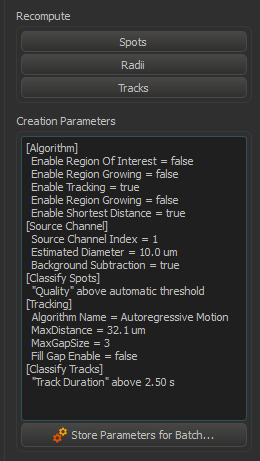 Recompute
Spots
Radii
Tracks
Creation Parameters
[Algorithm]
Enable Region Of Interest = false
Enable Region Growing = false
Enable Tracking = true
Enable Region Growing = false
Enable Shortest Distance = true
[Source Channel]
Source Channel Index = 1
Estimated Diameter = 10.0 um
Background Subtraction = true
[Classify Spots]
"Quality" above automatic threshold
[Tracking]
Algorithm Name = Autoregressive Motion
MaxDistance = 32.1 um
MaxGapSize = 3
Fill Gap Enable = false
[Classify Tracks]
"Track Duration" above 2.50 s
Store Parameters for Batch...